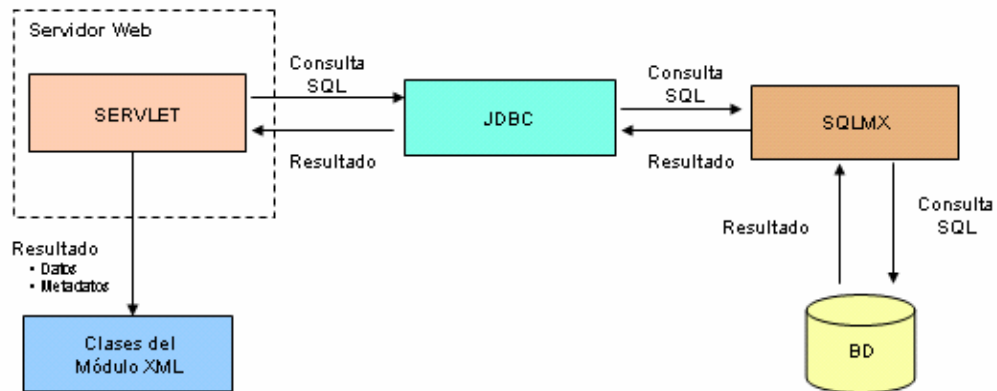 Servidor Web
SERVLET
Consulta
SQL
Resultado
JDBC
Consulta
SQL
Resultado
SQLMX
Resultado
Consulta
SQL
Resultado
• Datos
• Metadatos
Clases del
Módulo XML
BD